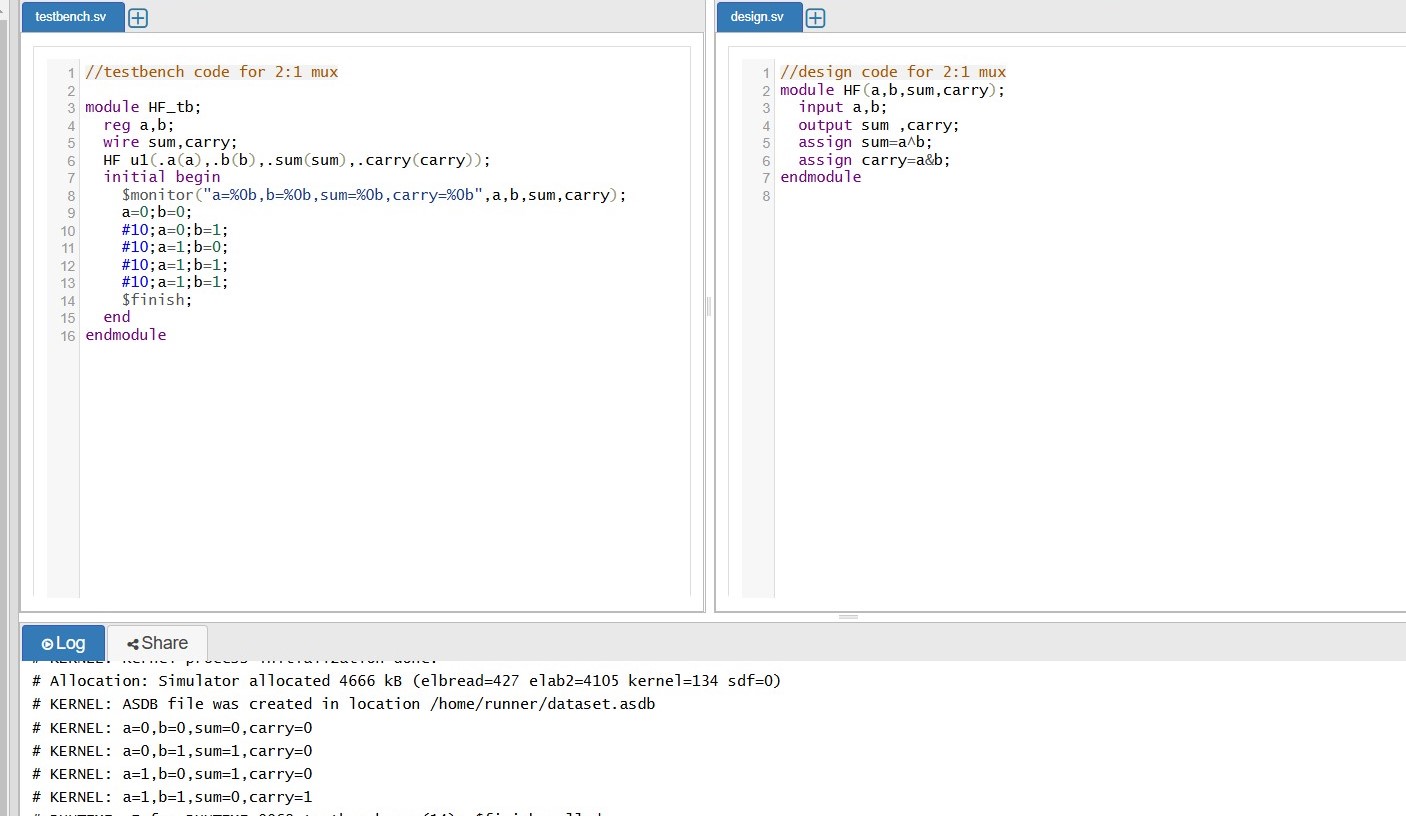 testbench.sv
//testbench code for 2:1 mux
1
2
3 module HF_tb;
4 reg a,b;
5 wire sum,carry;
6 HF u1(.a(a),.b(b),.sum(sum),.carry(carry));
7 initial begin
8 $monitor("a=%0b,b=%0b,sum=%0b,carry=%0b",a,b,sum,carry);
9 a=0;b=0;
10 #10;a=0;b=1;
11 #10;a=1;b=0;
12 #10;a=1;b=1;
13 #10;a=1;b=1;
14 $finish;
15 end
16 endmodule
design.sv
1 //design code for 2:1 mux
2 module HF(a,b,sum,carry);
3 input a,b;
4 output sum ,carry;
5 assign sum=a^b;
6 assign carry=a&b;
7 endmodule
8
Log
Share
# KERNEL: Kernel process initialization done.
# Allocation: Simulator allocated 4666 kB (elbread=427 elab2=4105 kernel=134 sdf=0)
# KERNEL: ASDB file was created in location /home/runner/dataset.asdb
# KERNEL: a=0,b=0,sum=0,carry=0
# KERNEL: a=0,b=1,sum=1,carry=0
# KERNEL: a=1,b=0,sum=1,carry=0
# KERNEL: a=1,b=1,sum=0,carry=1